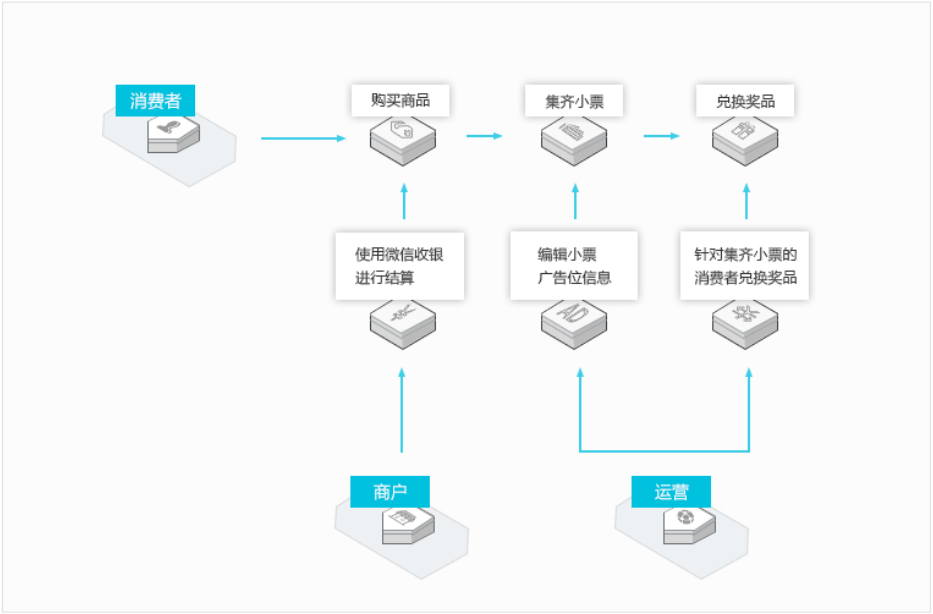 消费者
购买商品
集齐小票
兑换奖品
使用微信收银
进行结算
编辑小票
广告位信息
针对集齐小票的
消费者兑换奖品
AD
商户
运营